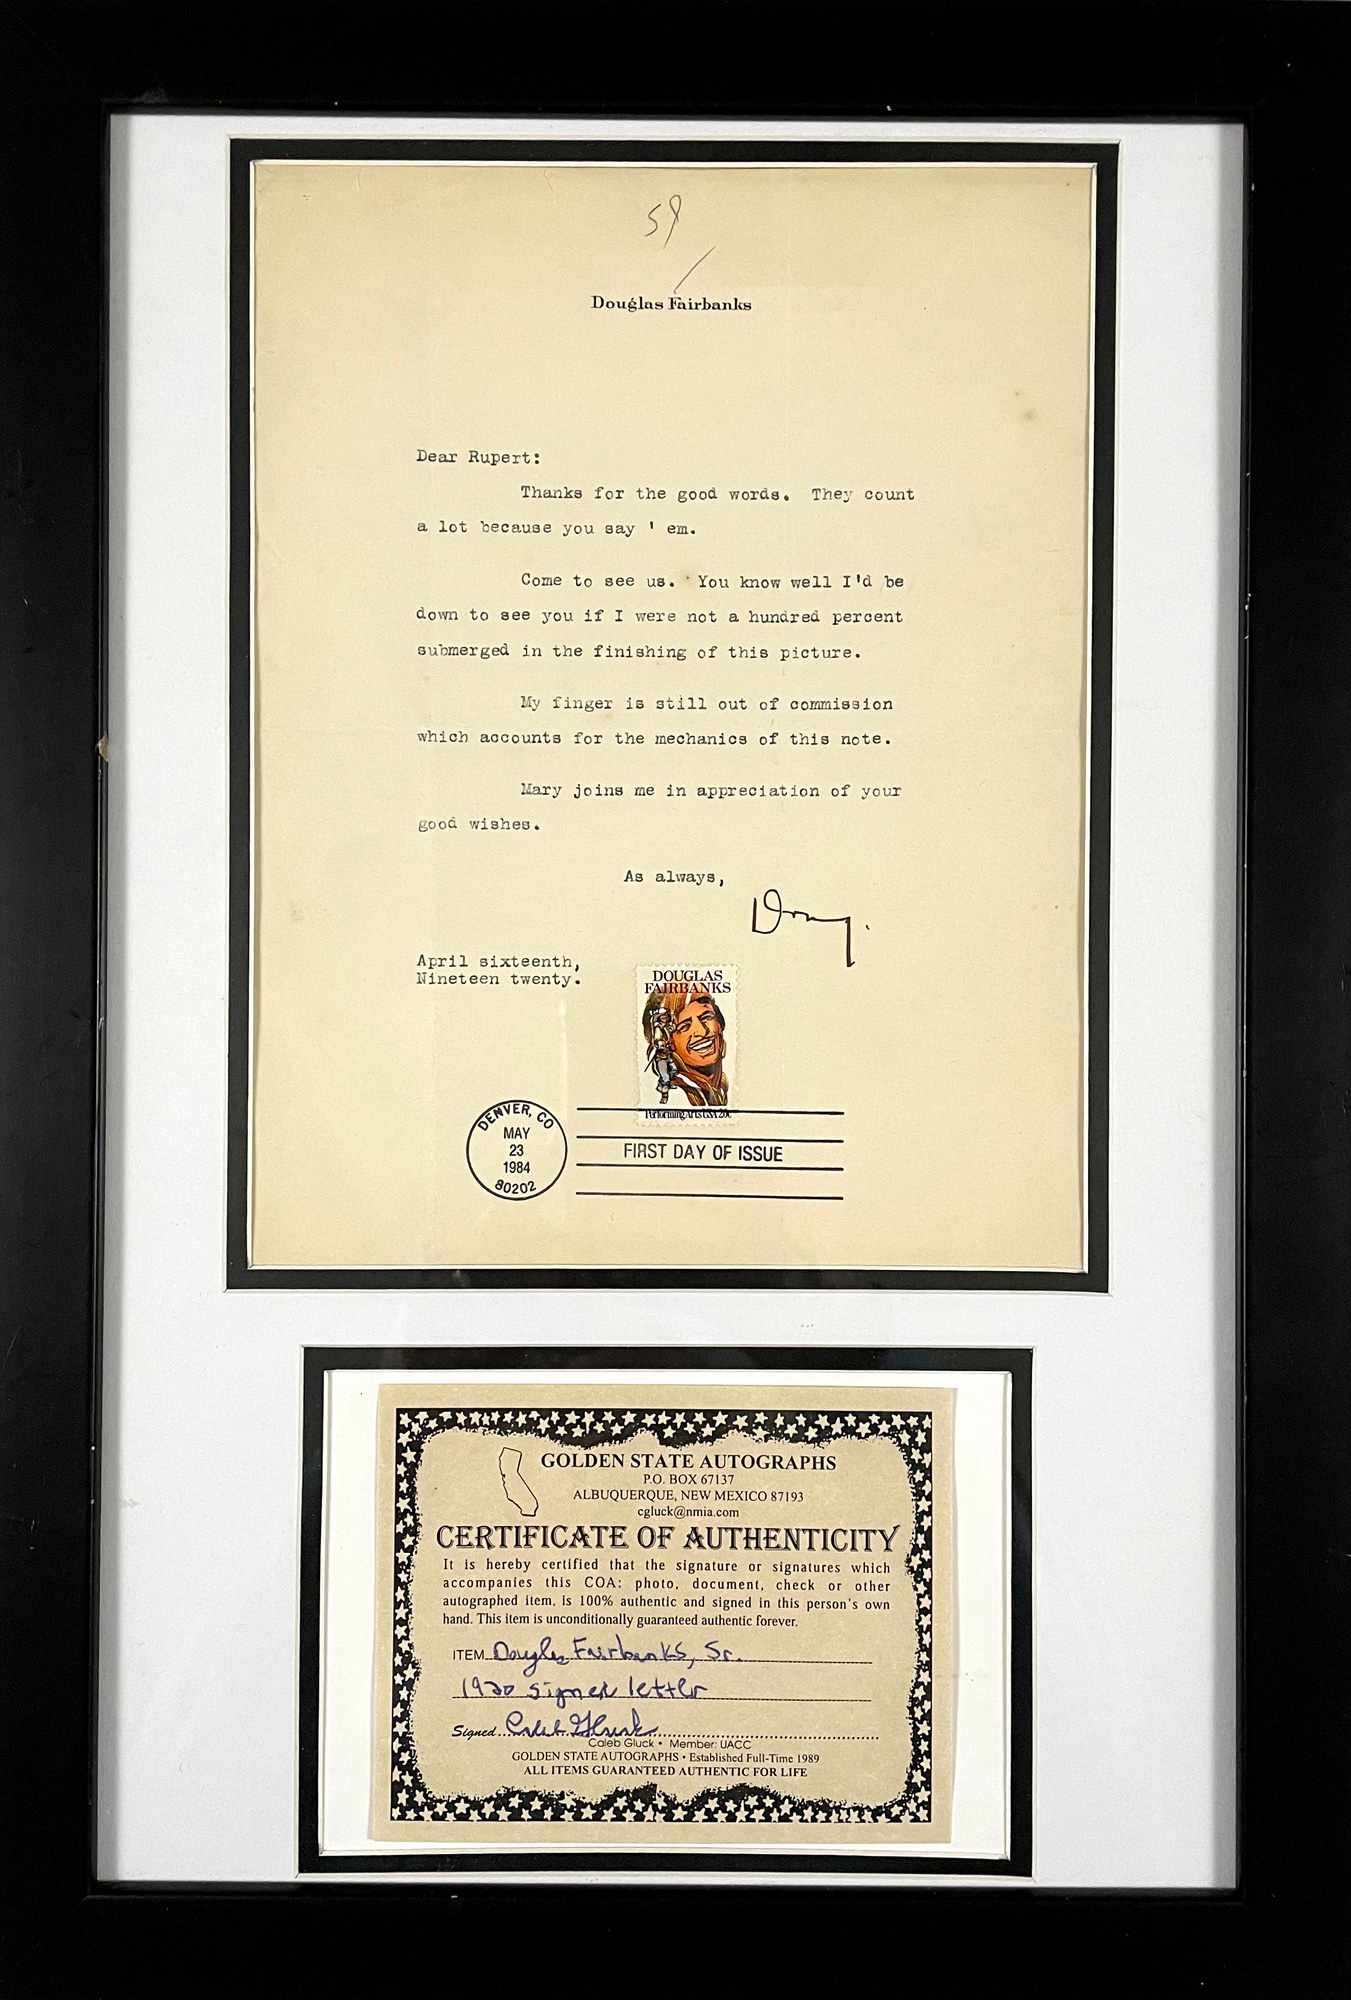 59
Douglas Fairbanks
Dear Rupert:
Thanks for the good words. They count
a lot because you say ' em.
Come to see us. You know well I'd be
down to see you if I were not a hundred percent
submerged in the finishing of this picture.
My finger is still out of commission
which accounts for the mechanics of this note.
Mary joins me in appreciation of your
good wishes.
As always,
Doug.
April sixteenth,
Nineteen twenty.
DOUGLAS
FAIRBANKS
Performing Arts USA 20c
DENVER, CO
MAY
23
1984
80202
FIRST DAY OF ISSUE
GOLDEN STATE AUTOGRAPHS
P.O. BOX 67137
ALBUQUERQUE, NEW MEXICO 87193
cgluck@nmia.com
CERTIFICATE OF AUTHENTICITY
It is hereby certified that the signature or signatures which
accompanies this COA: photo, document, check or other
autographed item, is 100% authentic and signed in this person's own
hand. This item is unconditionally guaranteed authentic forever.
ITEM Douglas Fairbanks, Sr.
1920 signed letter
Signed Caleb Gluck
Caleb Gluck • Member: UACC
GOLDEN STATE AUTOGRAPHS • Established Full-Time 1989
ALL ITEMS GUARANTEED AUTHENTIC FOR LIFE